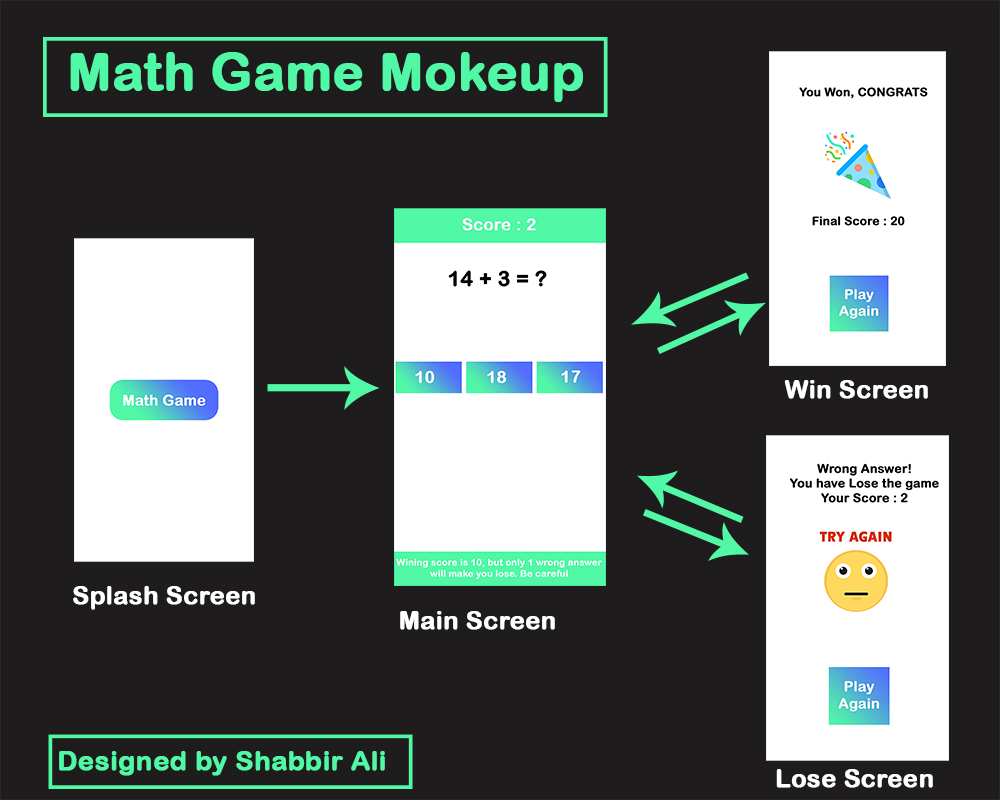 Math Game Mokeup
You Won, CONGRATS
Final Score : 20
Play
Again
Win Screen
Score : 2
14 + 3 = ?
10 18 17
Wining score is 10, but only 1 wrong answer
will make you lose. Be careful
Main Screen
Math Game
Splash Screen
Wrong Answer!
You have Lose the game
Your Score : 2
TRY AGAIN
Play
Again
Lose Screen
Designed by Shabbir Ali